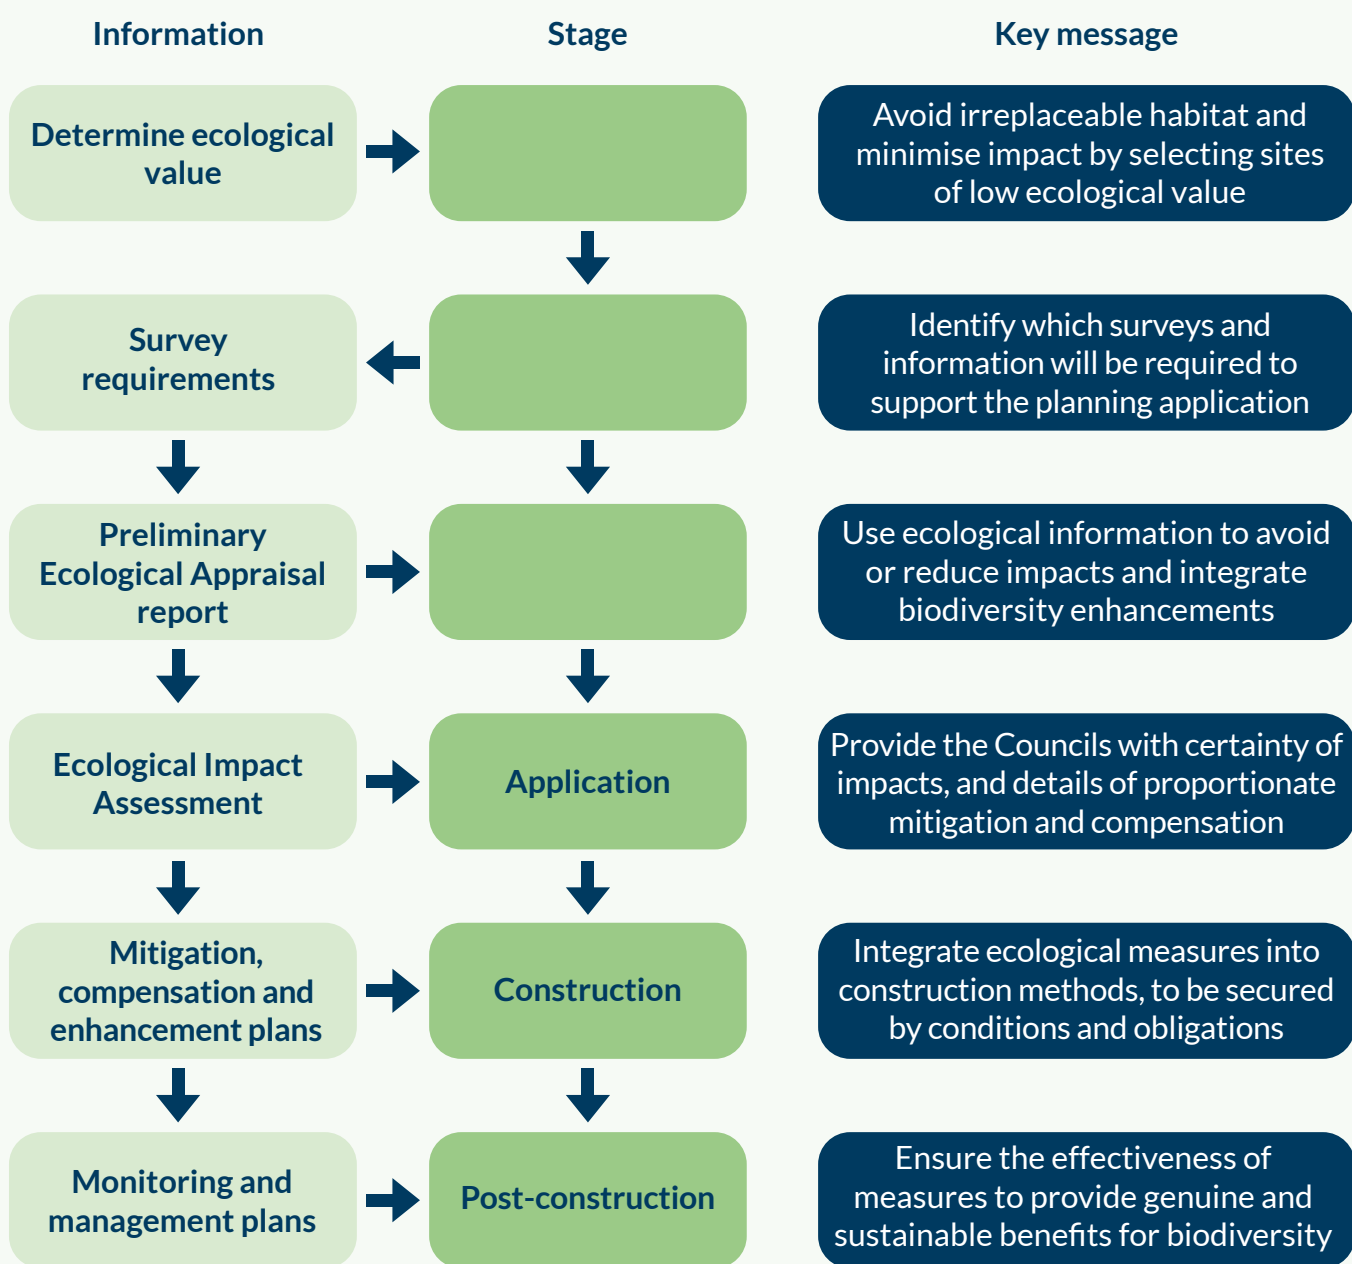 Information
Stage
Key message
Determine ecological
value
Avoid irreplaceable habitat and
minimise impact by selecting sites
of low ecological value
Survey
requirements
Identify which surveys and
information will be required to
support the planning application
Preliminary
Ecological Appraisal
report
Use ecological information to avoid
or reduce impacts and integrate
biodiversity enhancements
Ecological Impact
Assessment
Application
Provide the Councils with certainty of
impacts, and details of proportionate
mitigation and compensation
Mitigation,
compensation and
enhancement plans
Construction
Integrate ecological measures into
construction methods, to be secured
by conditions and obligations
Monitoring and
management plans
Post-construction
Ensure the effectiveness of
measures to provide genuine and
sustainable benefits for biodiversity